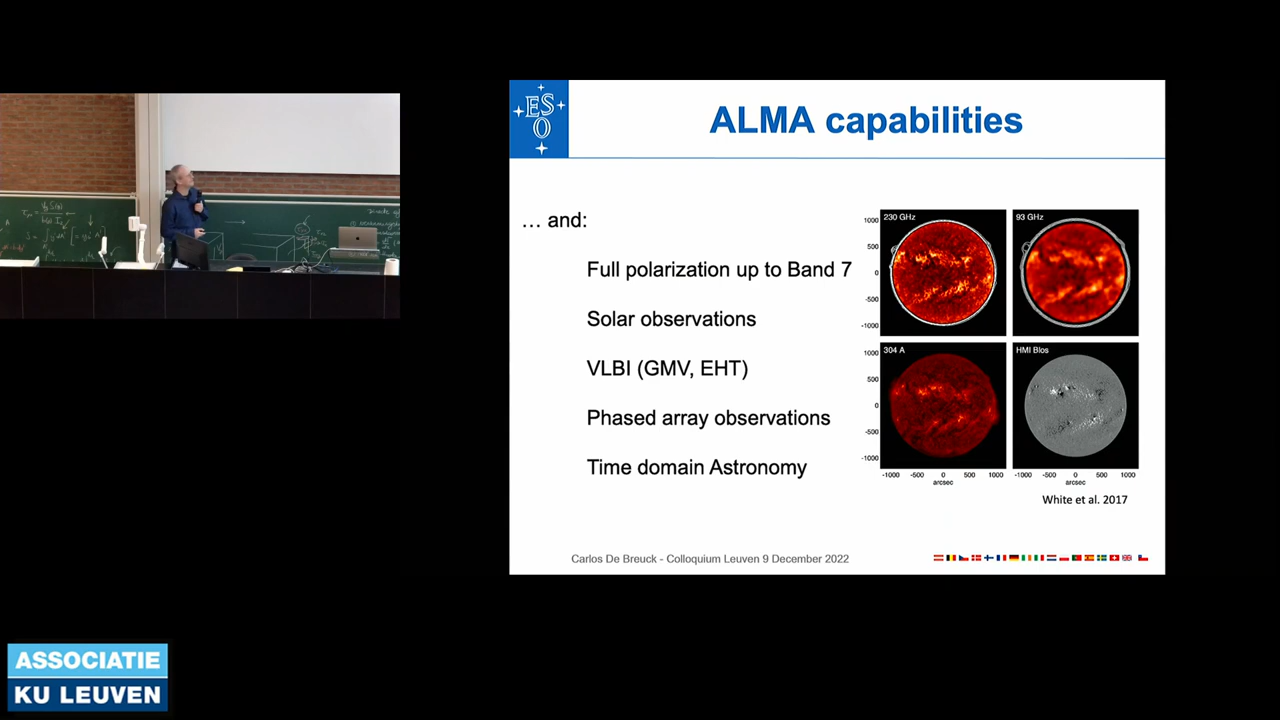 ESO
ALMA capabilities
… and:
Full polarization up to Band 7
Solar observations
VLBI (GMV, EHT)
Phased array observations
Time domain Astronomy
230 GHz
93 GHz
1000
500
0
-500
-1000
304 A
HMI Blos
1000
500
0
-500
-1000
-1000 -500 0 500 1000
-1000 -500 0 500 1000
arcsec
arcsec
White et al. 2017
Carlos De Breuck - Colloquium Leuven 9 December 2022
ASSOCIATIE
KU LEUVEN